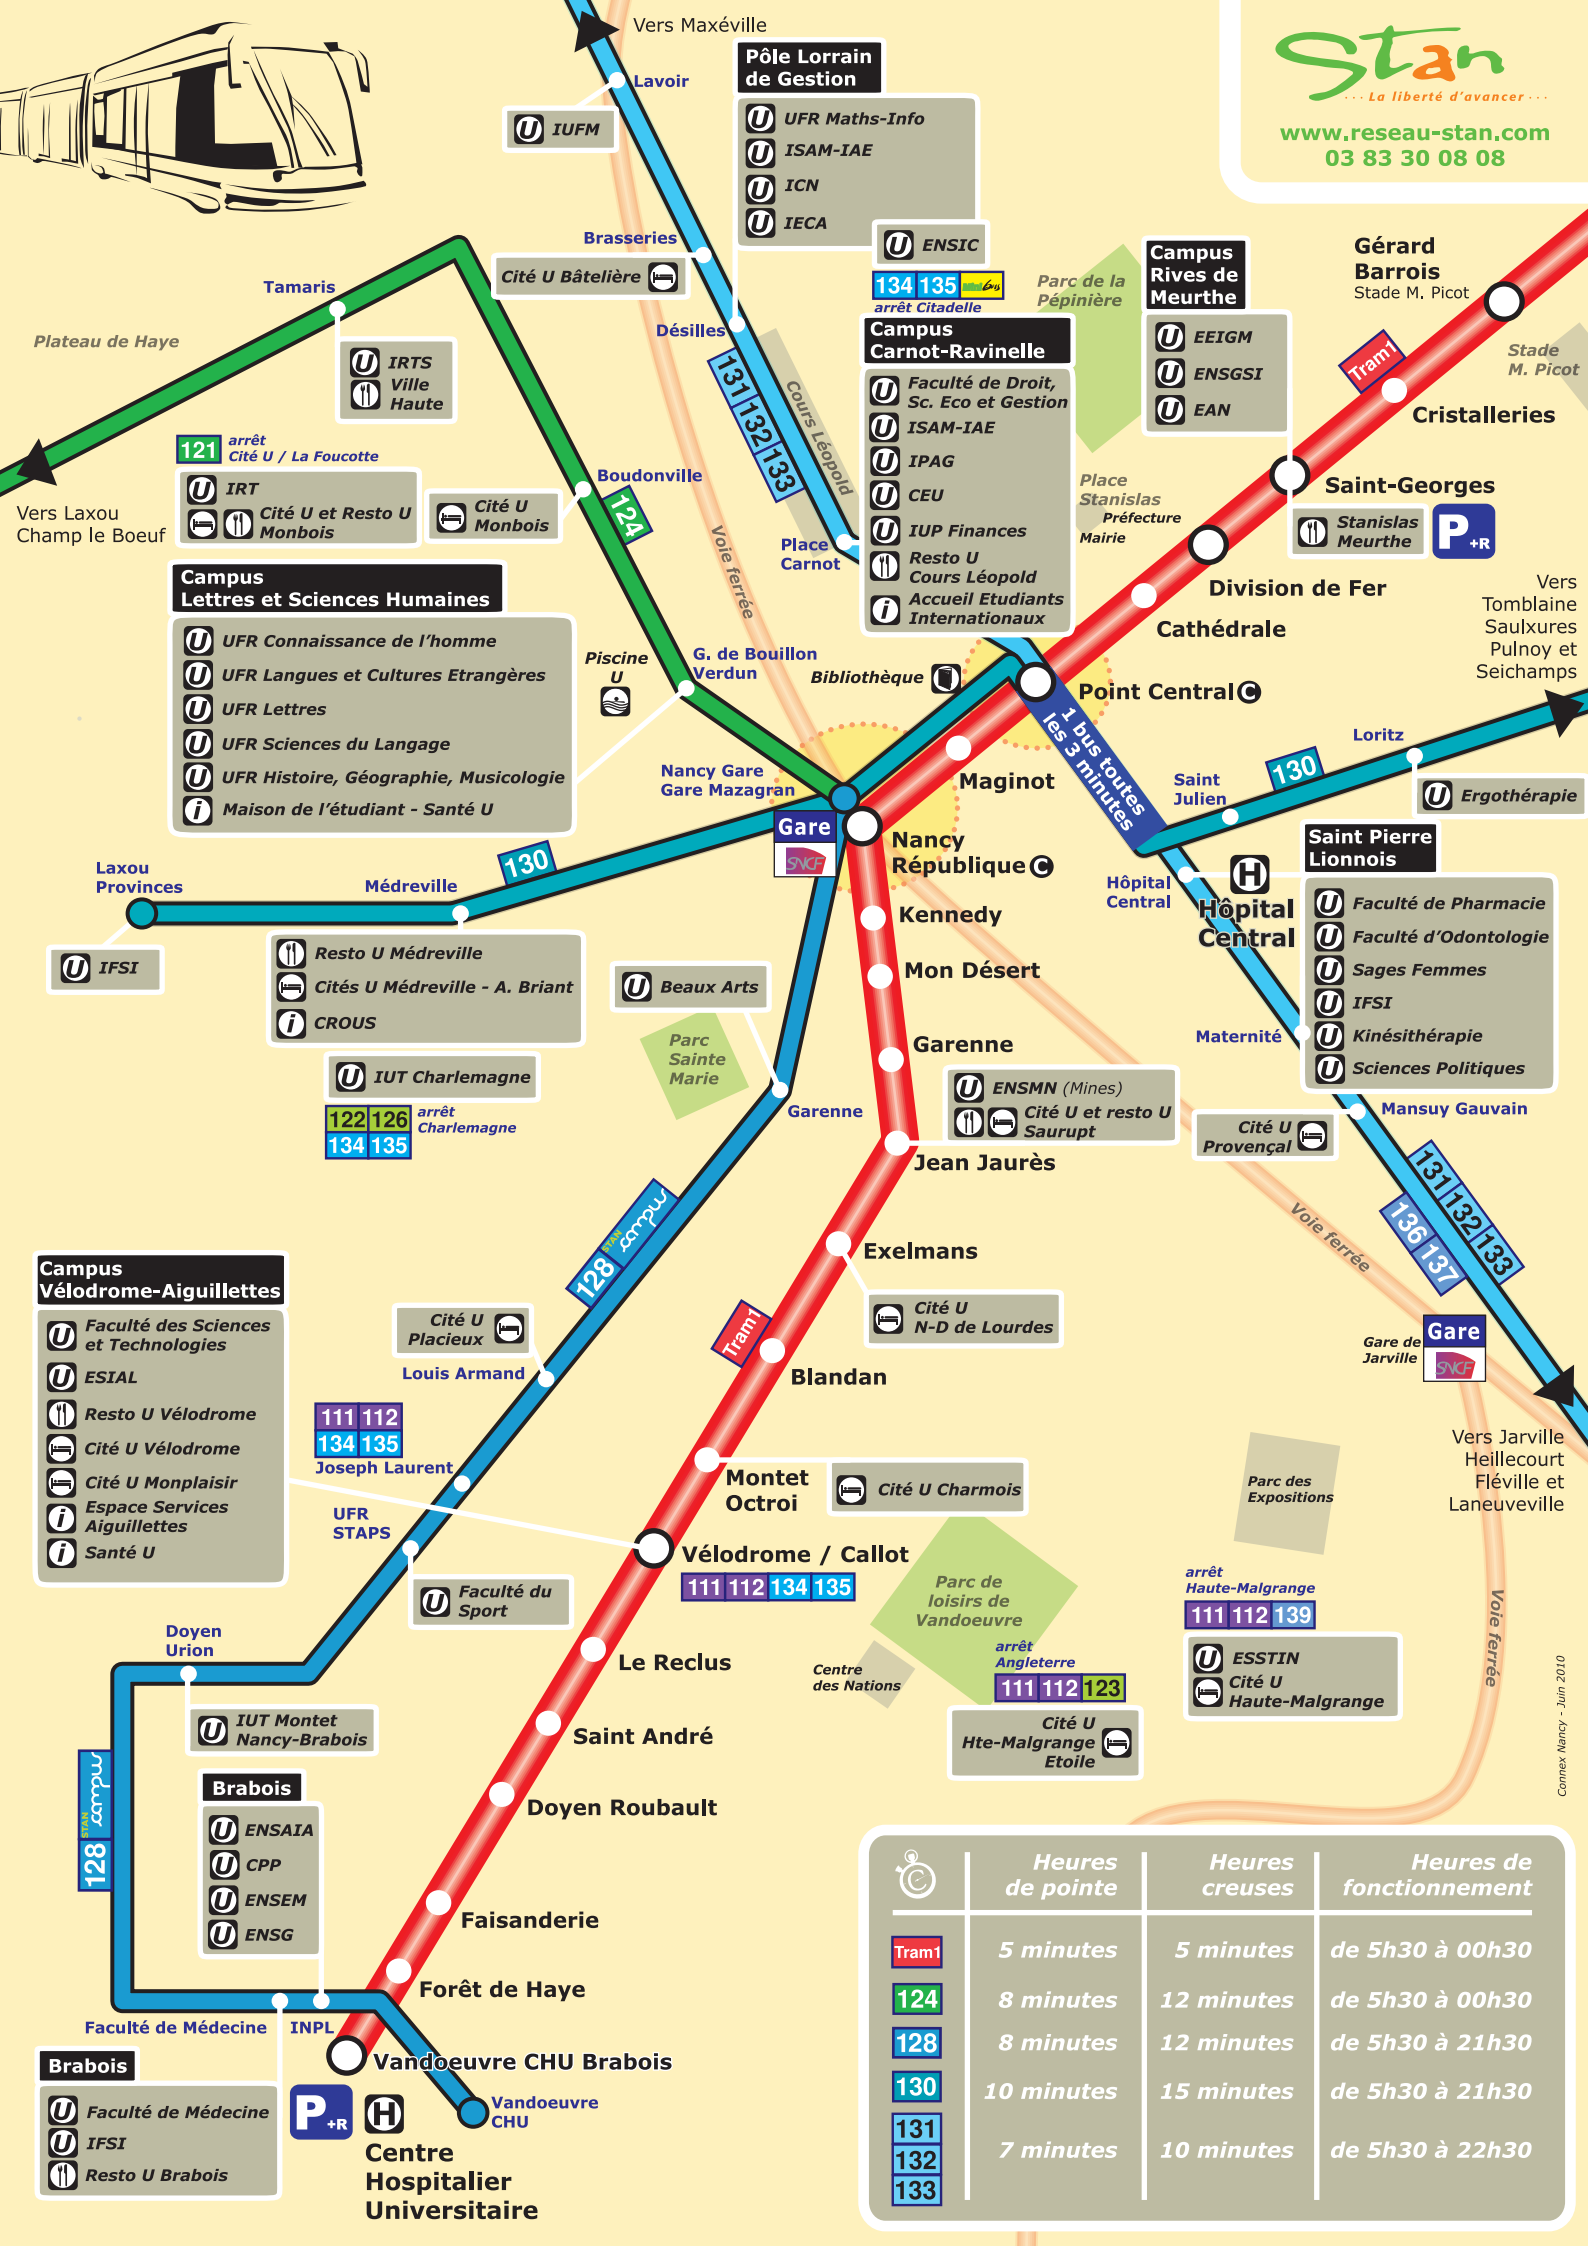 Vers Maxéville
Lavoir
IUFM
Pôle Lorrain
de Gestion
UFR Maths-Info
ISAM-IAE
ICN
IECA
ENSIC
134 135 minibus
arrêt Citadelle
Stan
... La liberté d'avancer ...
www.reseau-stan.com
03 83 30 08 08
Brasseries
Cité U Bâtelière
Désilles
131 132 133
Cours Léopold
Place
Carnot
Campus
Carnot-Ravinelle
Faculté de Droit,
Sc. Eco et Gestion
ISAM-IAE
IPAG
CEU
IUP Finances
Resto U
Cours Léopold
Accueil Etudiants
Internationaux
Parc de la
Pépinière
Campus
Rives de
Meurthe
EEIGM
ENSGSI
EAN
Gérard
Barrois
Stade M. Picot
Stade
M. Picot
Tram1
Cristalleries
Saint-Georges
Stanislas
Meurthe
P+R
Place
Stanislas
Préfecture
Mairie
Division de Fer
Cathédrale
Vers
Tomblaine
Saulxures
Pulnoy et
Seichamps
Tamaris
Plateau de Haye
IRTS
Ville
Haute
121
arrêt
Cité U / La Foucotte
IRT
Cité U et Resto U
Monbois
Vers Laxou
Champ le Boeuf
Boudonville
Cité U
Monbois
124
Voie ferrée
Campus
Lettres et Sciences Humaines
UFR Connaissance de l'homme
UFR Langues et Cultures Etrangères
UFR Lettres
UFR Sciences du Langage
UFR Histoire, Géographie, Musicologie
Maison de l'étudiant - Santé U
Piscine
U
G. de Bouillon
Verdun
Bibliothèque
Point Central C
1 bus toutes
les 3 minutes
Maginot
Nancy Gare
Gare Mazagran
Gare
SNCF
Nancy
République C
Loritz
130
Saint
Julien
Ergothérapie
Hôpital
Central
H
Hôpital
Central
Saint Pierre
Lionnois
Faculté de Pharmacie
Faculté d'Odontologie
Sages Femmes
IFSI
Kinésithérapie
Sciences Politiques
Maternité
Mansuy Gauvain
Cité U
Provençal
131 132 133
136 137
Voie ferrée
Gare
SNCF
Gare de
Jarville
Vers Jarville
Heillecourt
Fléville et
Laneuveville
Laxou
Provinces
IFSI
Médreville
130
Resto U Médreville
Cités U Médreville - A. Briant
CROUS
IUT Charlemagne
122 126
134 135
arrêt
Charlemagne
Beaux Arts
Parc
Sainte
Marie
Garenne
Kennedy
Mon Désert
Garenne
ENSMN (Mines)
Cité U et resto U
Saurupt
Jean Jaurès
Exelmans
Cité U
N-D de Lourdes
Tram1
Blandan
128 STAN campus
Cité U
Placieux
Louis Armand
111 112
134 135
Joseph Laurent
UFR
STAPS
Faculté du
Sport
Campus
Vélodrome-Aiguillettes
Faculté des Sciences
et Technologies
ESIAL
Resto U Vélodrome
Cité U Vélodrome
Cité U Monplaisir
Espace Services
Aiguillettes
Santé U
Montet
Octroi
Cité U Charmois
Vélodrome / Callot
111 112 134 135
Parc de
loisirs de
Vandoeuvre
Centre
des Nations
Parc des
Expositions
arrêt
Haute-Malgrange
111 112 139
ESSTIN
Cité U
Haute-Malgrange
arrêt
Angleterre
111 112 123
Cité U
Hte-Malgrange
Etoile
Voie ferrée
Connex Nancy - Juin 2010
Le Reclus
Saint André
Doyen Roubault
Faisanderie
Forêt de Haye
Vandoeuvre CHU Brabois
Doyen
Urion
IUT Montet
Nancy-Brabois
128 STAN campus
Brabois
ENSAIA
CPP
ENSEM
ENSG
Faculté de Médecine
INPL
Brabois
Faculté de Médecine
IFSI
Resto U Brabois
P+R
H
Centre
Hospitalier
Universitaire
Vandoeuvre
CHU
Heures
de pointe
Heures
creuses
Heures de
fonctionnement
Tram1 5 minutes 5 minutes de 5h30 à 00h30
124 8 minutes 12 minutes de 5h30 à 00h30
128 8 minutes 12 minutes de 5h30 à 21h30
130 10 minutes 15 minutes de 5h30 à 21h30
131
132 7 minutes 10 minutes de 5h30 à 22h30
133